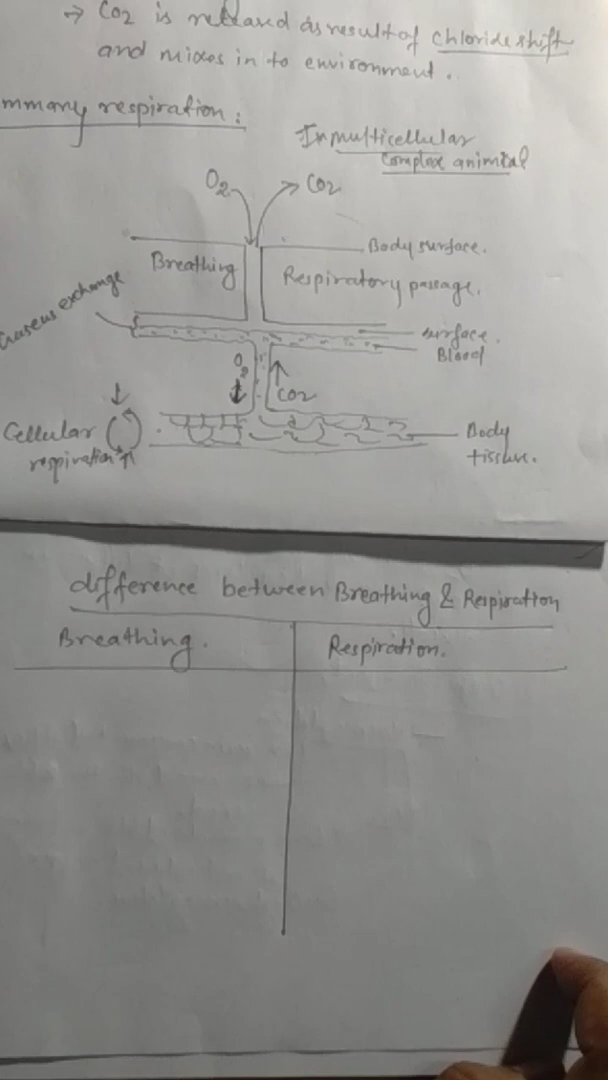 → CO2 is released as result of chloride shift
and mixes in to environment.
mmary respiration:
In multicellular
complex animal
O2 CO2
Body surface.
Breathing
Respiratory passage.
Gaseus exchange
surface.
Blood
O2
CO2
Cellular
respiration
Body
tissue.
difference between Breathing & Respiration
Breathing.
Respiration.